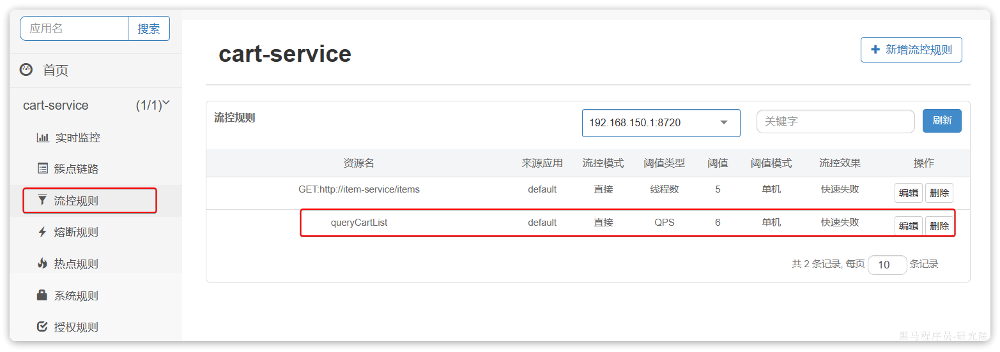 应用名 搜索
首页
cart-service (1/1)
实时监控
簇点链路
流控规则
熔断规则
热点规则
系统规则
授权规则
cart-service
+ 新增流控规则
流控规则 192.168.150.1:8720 关键字 刷新
资源名 来源应用 流控模式 阈值类型 阈值 阈值模式 流控效果 操作
GET:http://item-service/items default 直接 线程数 5 单机 快速失败 编辑 删除
queryCartList default 直接 QPS 6 单机 快速失败 编辑 删除
共 2 条记录, 每页 10 条记录
黑马程序员-研究院